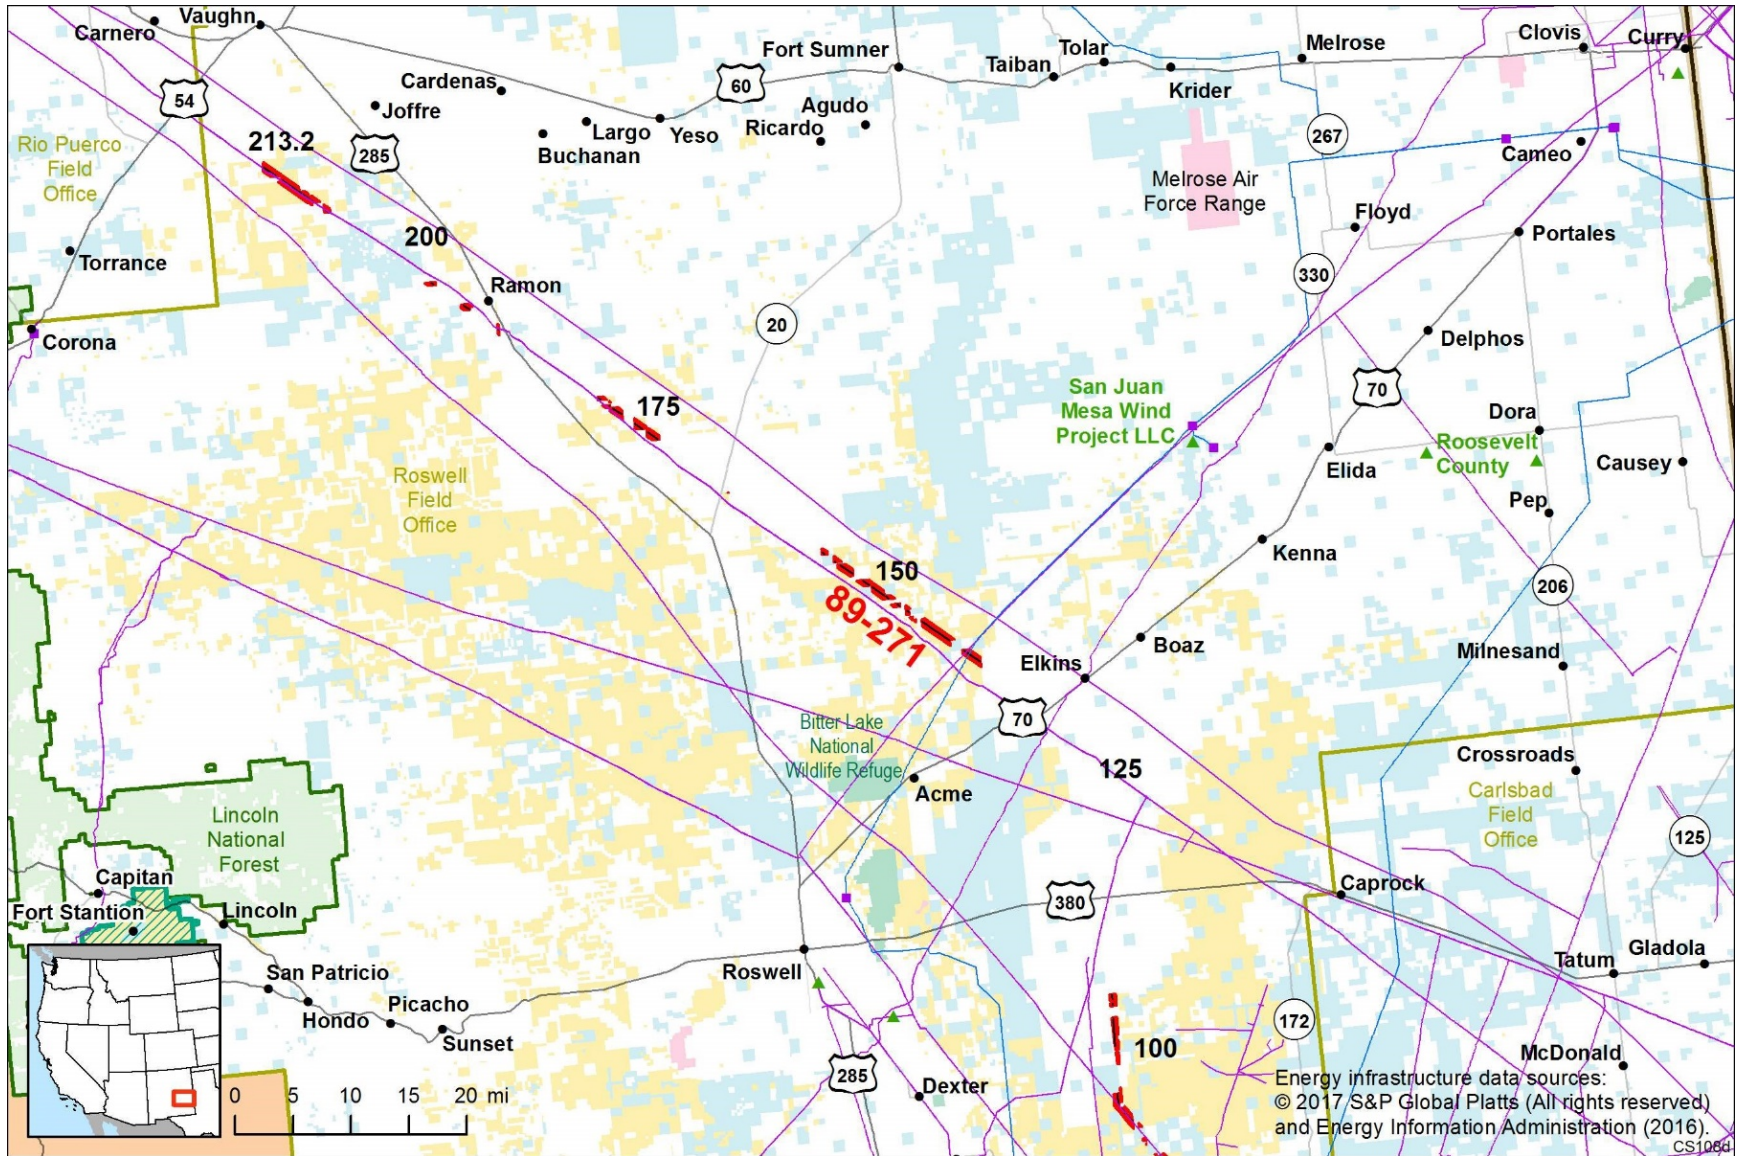 Vaughn
Carnero
Clovis
Curry
Melrose
Tolar
Fort Sumner
Taiban
Krider
60
54
Cardenas
Joffre
Agudo
Largo
Yeso
Ricardo
Buchanan
267
213.2
285
Cameo
Rio Puerco
Field
Office
Melrose Air
Force Range
Floyd
Portales
200
Torrance
330
Ramon
20
Corona
Delphos
San Juan
Mesa Wind
Project LLC
70
175
Dora
Roosevelt
County
Elida
Causey
Roswell
Field
Office
Pep
Kenna
150
89-271
206
Boaz
Milnesand
Elkins
70
Bitter Lake
National
Wildlife Refuge
Crossroads
125
Acme
Carlsbad
Field
Office
Lincoln
National
Forest
125
Capitan
Caprock
380
Fort Stantion
Lincoln
Gladola
Tatum
Roswell
San Patricio
Picacho
Hondo
172
Sunset
100
McDonald
285
Dexter
0 5 10 15 20 mi
Energy infrastructure data sources:
© 2017 S&P Global Platts (All rights reserved)
and Energy Information Administration (2016).
CS108d